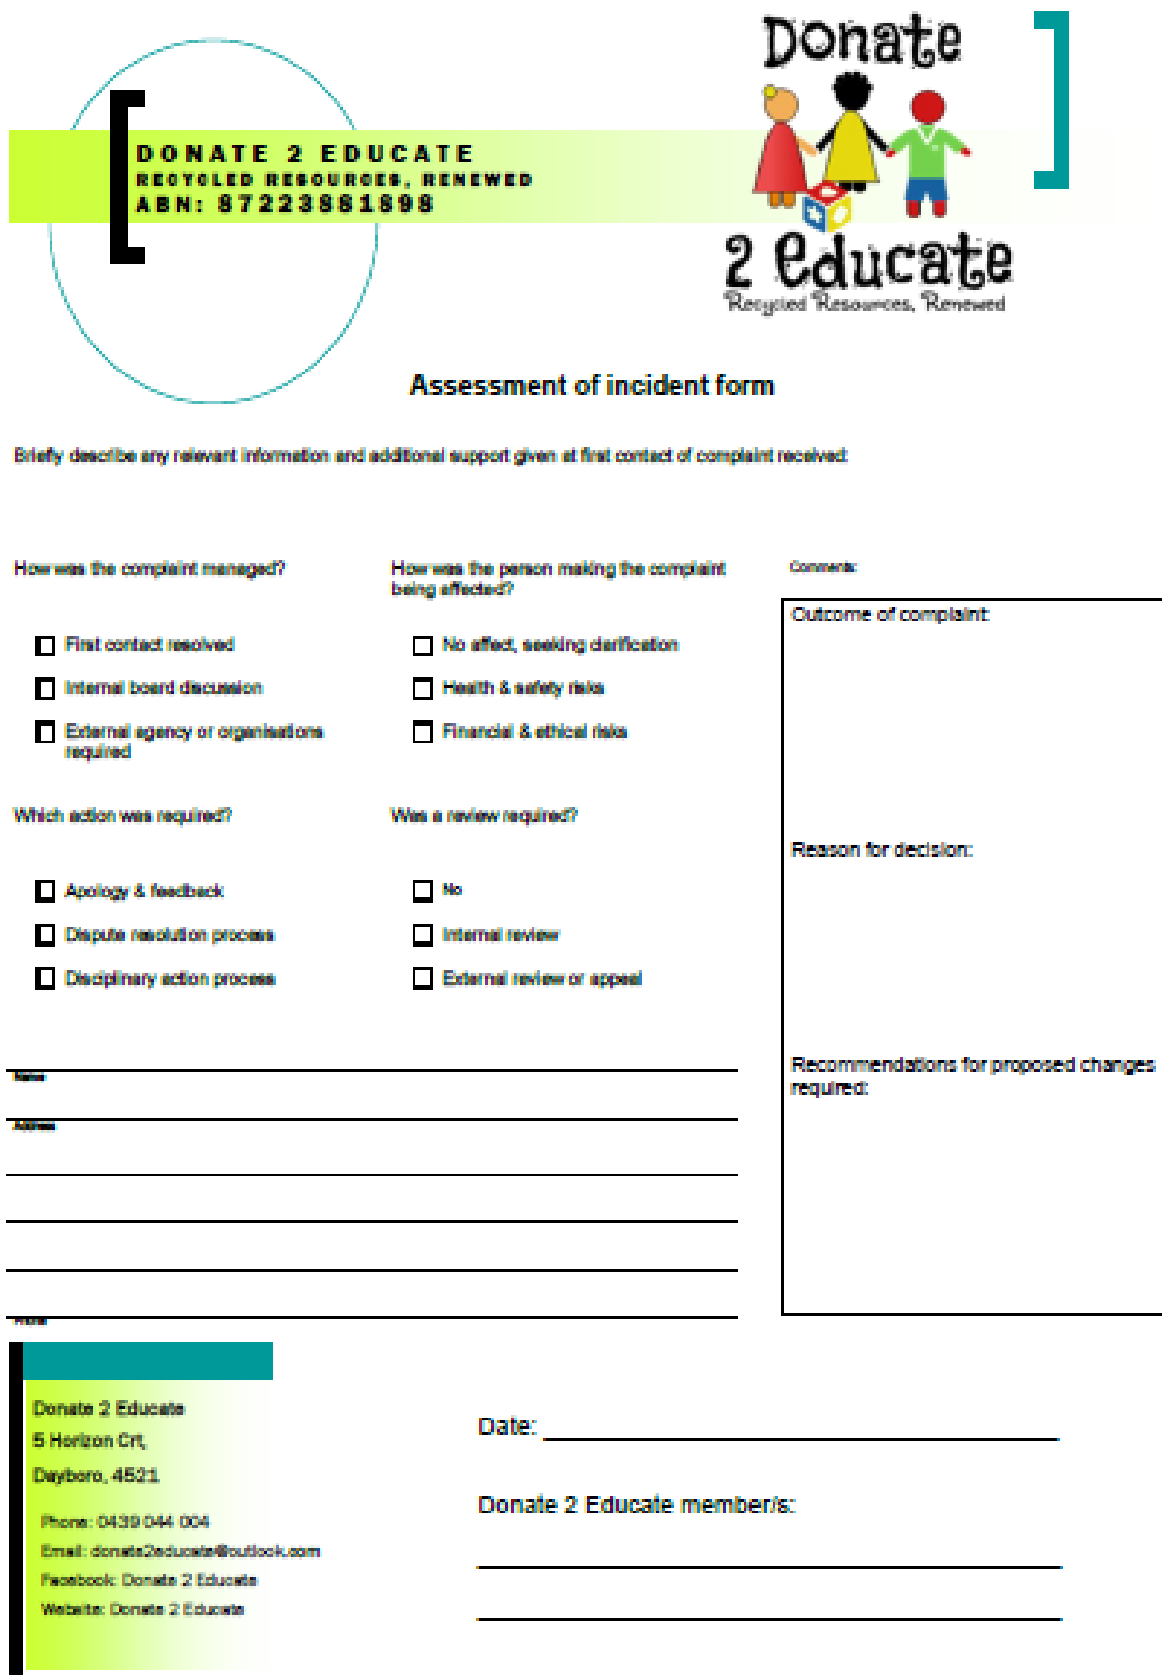 Donate
2 Educate
Recycled Resources, Renewed
DONATE 2 EDUCATE
RECYCLED RESOURCES, RENEWED
ABN: 87223881898
Assessment of incident form
Briefly describe any relevant information and additional support given at first contact of complaint received:
How was the complaint managed?
First contact resolved
Internal board discussion
External agency or organisations
required
How was the person making the complaint
being affected?
No affect, seeking clarification
Health & safety risks
Financial & ethical risks
Which action was required?
Apology & feedback
Dispute resolution process
Disciplinary action process
Was a review required?
No
Internal review
External review or appeal
Comments:
Outcome of complaint:
Reason for decision:
Recommendations for proposed changes
required:
Name
Address
Phone
Donate 2 Educate
5 Horizon Crt,
Dayboro, 4521
Phone: 0439 044 004
Email: donate2educate@outlook.com
Facebook: Donate 2 Educate
Website: Donate 2 Educate
Date:
Donate 2 Educate member/s: